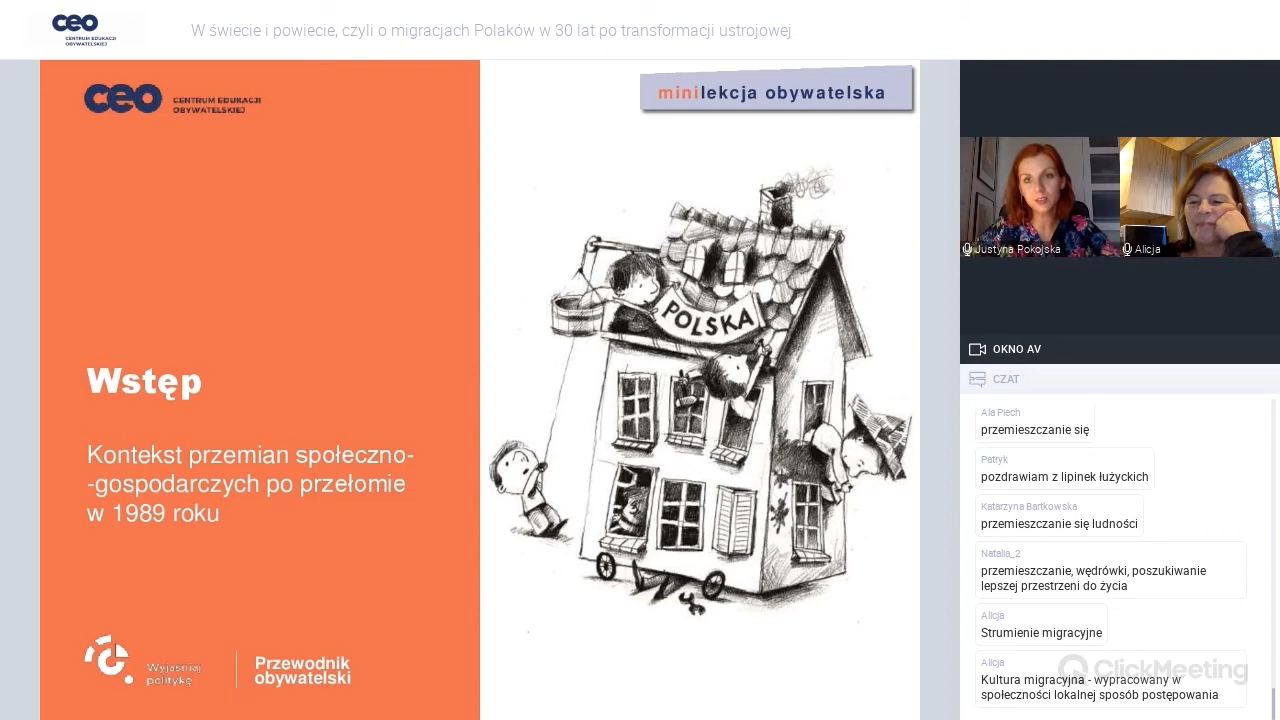 ceo
CENTRUM EDUKACJI
OBYWATELSKIEJ
W świecie i powiecie, czyli o migracjach Polaków w 30 lat po transformacji ustrojowej
ceo
CENTRUM EDUKACJI
OBYWATELSKIEJ
minilekcja obywatelska
POLSKA
Wstęp
Kontekst przemian społeczno-
-gospodarczych po przełomie
w 1989 roku
Wyjaśniaj
politykę
Przewodnik
obywatelski
Justyna Pokojska
Alicja
OKNO AV
CZAT
Ala Piech
przemieszczanie się
Patryk
pozdrawiam z lipinek łużyckich
Katarzyna Bartkowska
przemieszczanie się ludności
Natalia_2
przemieszczanie, wędrówki, poszukiwanie
lepszej przestrzeni do życia
Alicja
Strumienie migracyjne
Alicja
ClickMeeting
Kultura migracyjna - wypracowany w
społeczności lokalnej sposób postępowania